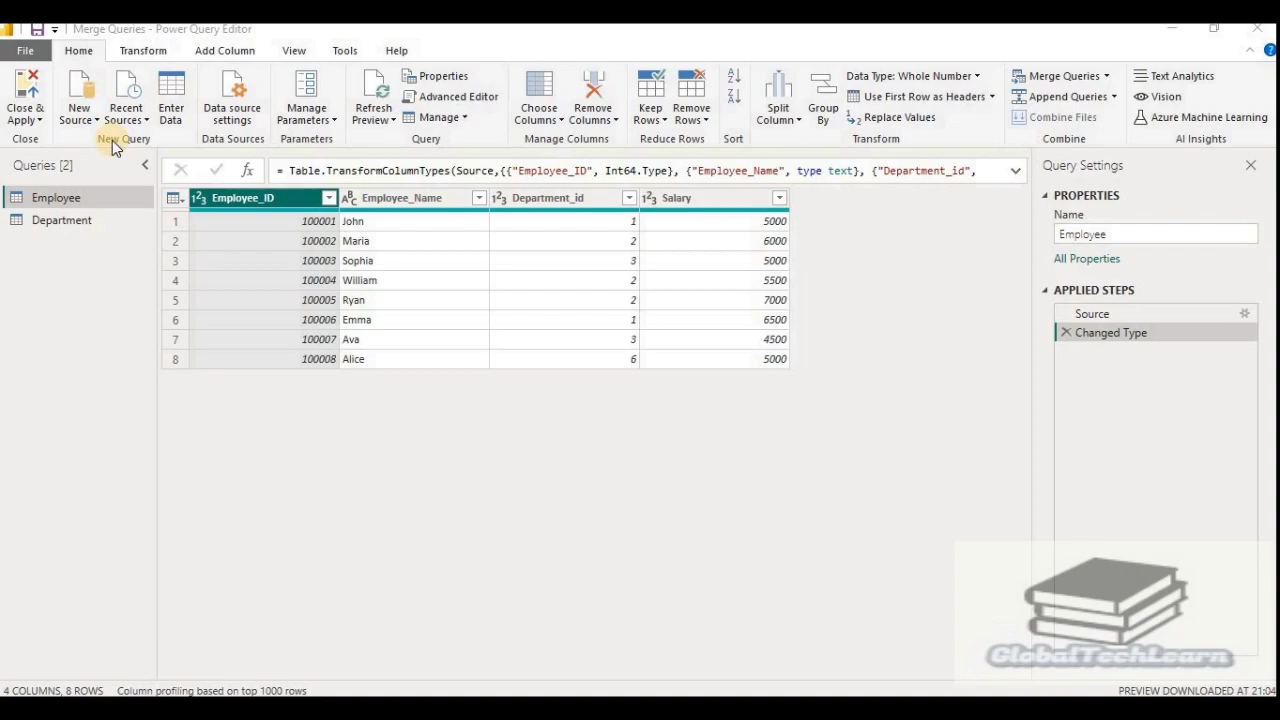 Merge Queries - Power Query Editor
File Home Transform Add Column View Tools Help
Close & Apply
Close
New Source
Recent Sources
Enter Data
New Query
Data source settings
Data Sources
Manage Parameters
Parameters
Refresh Preview
Properties
Advanced Editor
Manage
Query
Choose Columns
Remove Columns
Manage Columns
Keep Rows
Remove Rows
Reduce Rows
Sort
Split Column
Group By
Data Type: Whole Number
Use First Row as Headers
Replace Values
Transform
Merge Queries
Append Queries
Combine Files
Combine
Text Analytics
Vision
Azure Machine Learning
AI Insights
Queries [2]
Employee
Department
= Table.TransformColumnTypes(Source,{{"Employee_ID", Int64.Type}, {"Employee_Name", type text}, {"Department_id",
Employee_ID Employee_Name Department_id Salary
1 100001 John 1 5000
2 100002 Maria 2 6000
3 100003 Sophia 3 5000
4 100004 William 2 5500
5 100005 Ryan 2 7000
6 100006 Emma 1 6500
7 100007 Ava 3 4500
8 100008 Alice 6 5000
Query Settings
PROPERTIES
Name
Employee
All Properties
APPLIED STEPS
Source
Changed Type
GlobalTechLearn
4 COLUMNS, 8 ROWS Column profiling based on top 1000 rows
PREVIEW DOWNLOADED AT 21:04